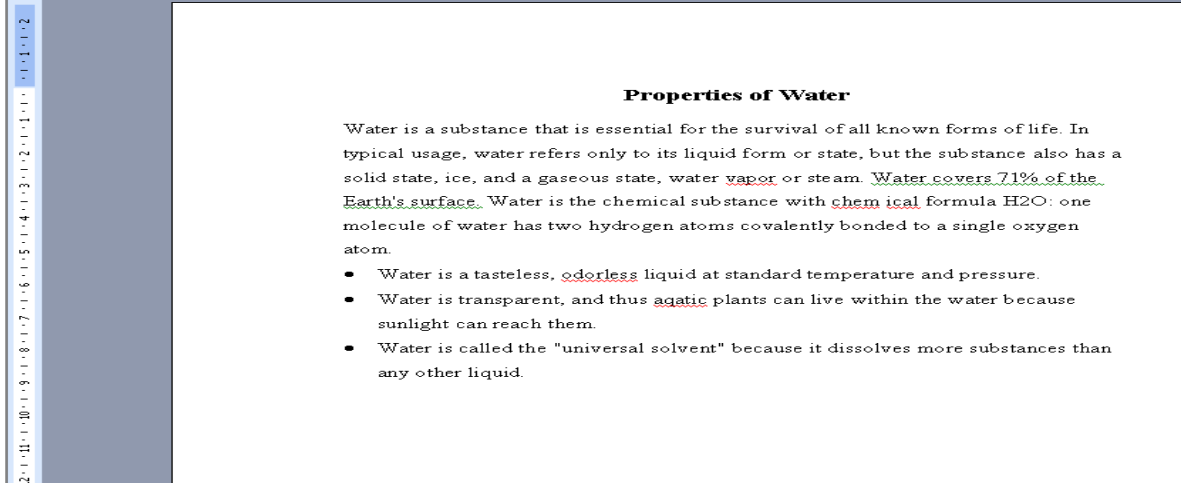 Properties of Water
Water is a substance that is essential for the survival of all known forms of life. In
typical usage, water refers only to its liquid form or state, but the substance also has a
solid state, ice, and a gaseous state, water vapor or steam. Water covers 71% of the
Earth's surface. Water is the chemical substance with chem ical formula H2O: one
molecule of water has two hydrogen atoms covalently bonded to a single oxygen
atom.
• Water is a tasteless, odorless liquid at standard temperature and pressure.
• Water is transparent, and thus aqatic plants can live within the water because
sunlight can reach them.
• Water is called the "universal solvent" because it dissolves more substances than
any other liquid.